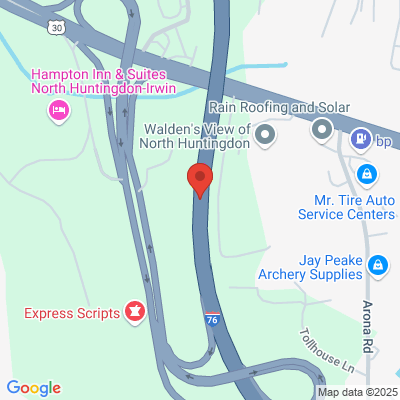 30
Hampton Inn & Suites
North Huntingdon-Irwin
Rain Roofing and Solar
Walden's View of
North Huntingdon
bp
Mr. Tire Auto
Service Centers
Jay Peake
Archery Supplies
Express Scripts
76
Arona Rd
Tollhouse Ln
Google
Map data ©2025